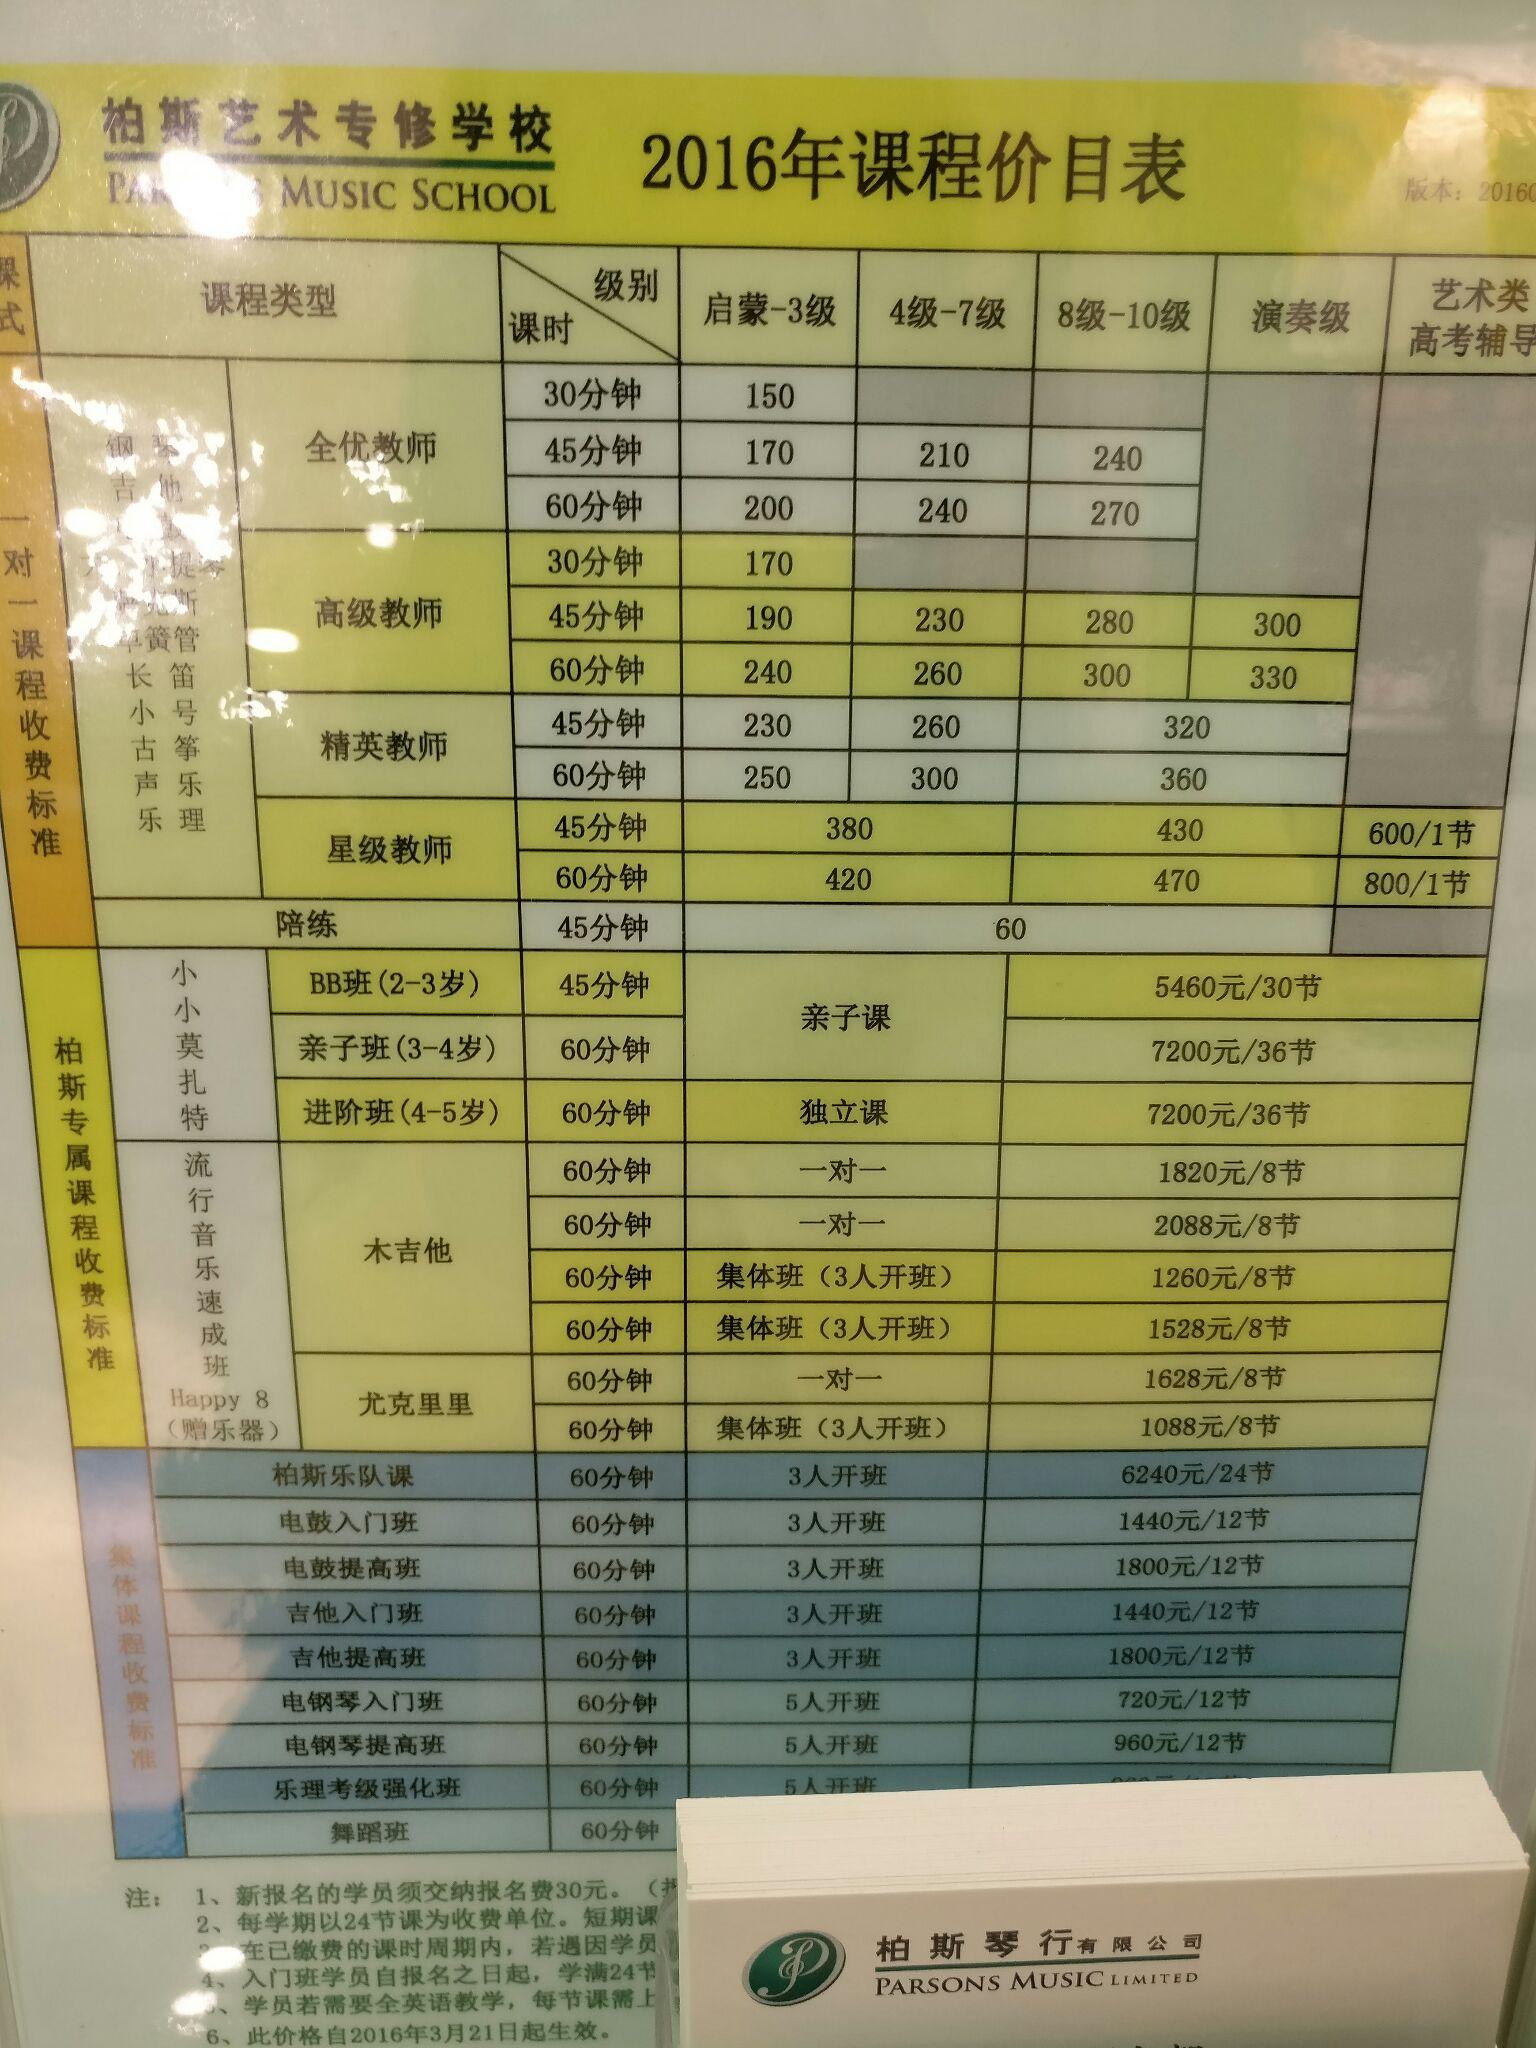 柏斯艺术专修学校
PARSONS MUSIC SCHOOL
2016年课程价目表
版本：20160
课程类型 级别 课时 启蒙-3级 4级-7级 8级-10级 演奏级 艺术类高考辅导
一对一课程收费标准
钢琴
吉他
提琴
克斯
单簧管
长笛
小号
古筝
声乐
乐理
全优教师 30分钟 150
45分钟 170 210 240
60分钟 200 240 270
高级教师 30分钟 170
45分钟 190 230 280 300
60分钟 240 260 300 330
精英教师 45分钟 230 260 320
60分钟 250 300 360
星级教师 45分钟 380 430 600/1节
60分钟 420 470 800/1节
陪练 45分钟 60
柏斯专属课程收费标准
小小莫扎特
BB班(2-3岁) 45分钟 亲子课 5460元/30节
亲子班(3-4岁) 60分钟 7200元/36节
进阶班(4-5岁) 60分钟 独立课 7200元/36节
流行音乐速成班
Happy 8
（赠乐器）
木吉他 60分钟 一对一 1820元/8节
60分钟 一对一 2088元/8节
60分钟 集体班（3人开班） 1260元/8节
60分钟 集体班（3人开班） 1528元/8节
尤克里里 60分钟 一对一 1628元/8节
60分钟 集体班（3人开班） 1088元/8节
集体课程收费标准
柏斯乐队课 60分钟 3人开班 6240元/24节
电鼓入门班 60分钟 3人开班 1440元/12节
电鼓提高班 60分钟 3人开班 1800元/12节
吉他入门班 60分钟 3人开班 1440元/12节
吉他提高班 60分钟 3人开班 1800元/12节
电钢琴入门班 60分钟 5人开班 720元/12节
电钢琴提高班 60分钟 5人开班 960元/12节
乐理考级强化班 60分钟 5人开班
舞蹈班 60分钟
注：1、新报名的学员须交纳报名费30元。
2、每学期以24节课为收费单位。短期课
在已缴费的课时周期内，若遇因学员
4、入门班学员自报名之日起，学满24节
、学员若需要全英语教学，每节课需上
6、此价格自2016年3月21日起生效。
柏斯琴行有限公司
PARSONS MUSIC LIMITED